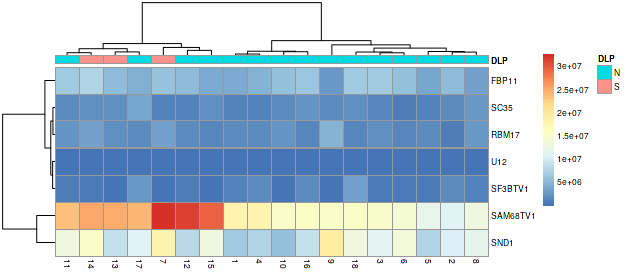 DLP
FBP11
SC35
RBM17
U12
SF3BTV1
SAM68TV1
SND1
11 14 13 17 7 12 15 1 4 10 16 9 18 3 6 5 2 8
3e+07
2.5e+07
2e+07
1.5e+07
1e+07
5e+06
DLP
N
S